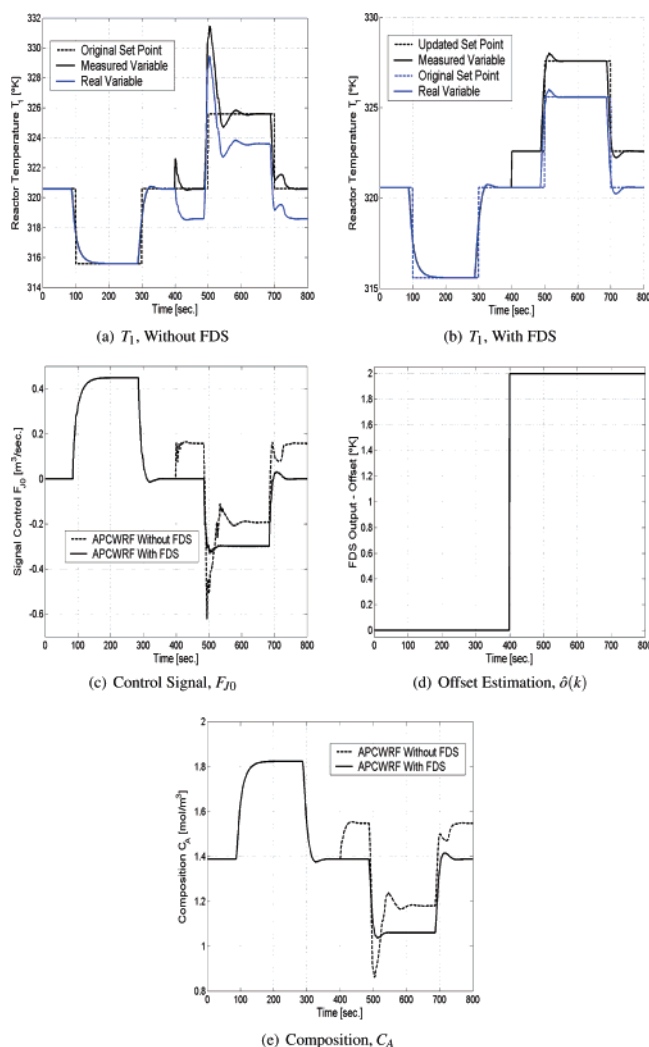 332
330
328
326
324
322
320
318
316
314
0 100 200 300 400 500 600 700 800
Reactor Temperature T₁ [°K]
Original Set Point
Measured Variable
Real Variable
Time [sec.]
(a) T₁, Without FDS
330
325
320
315
0 100 200 300 400 500 600 700 800
Reactor Temperature T₁ [°K]
Updated Set Point
Measured Variable
Original Set Point
Real Variable
Time [sec.]
(b) T₁, With FDS
0.4
0.2
0
-0.2
-0.4
-0.6
0 100 200 300 400 500 600 700 800
Signal Control F_J0 [m³/sec.]
APCWRF Without FDS
APCWRF With FDS
Time [sec.]
(c) Control Signal, F_J0
2
1.8
1.6
1.4
1.2
1
0.8
0.6
0.4
0.2
0
0 100 200 300 400 500 600 700 800
FDS Output - Offset [°K]
Time [sec.]
(d) Offset Estimation, ô(k)
2
1.8
1.6
1.4
1.2
1
0.8
0 100 200 300 400 500 600 700 800
Composition C_A [mol/m³]
APCWRF Without FDS
APCWRF With FDS
Time [sec.]
(e) Composition, C_A